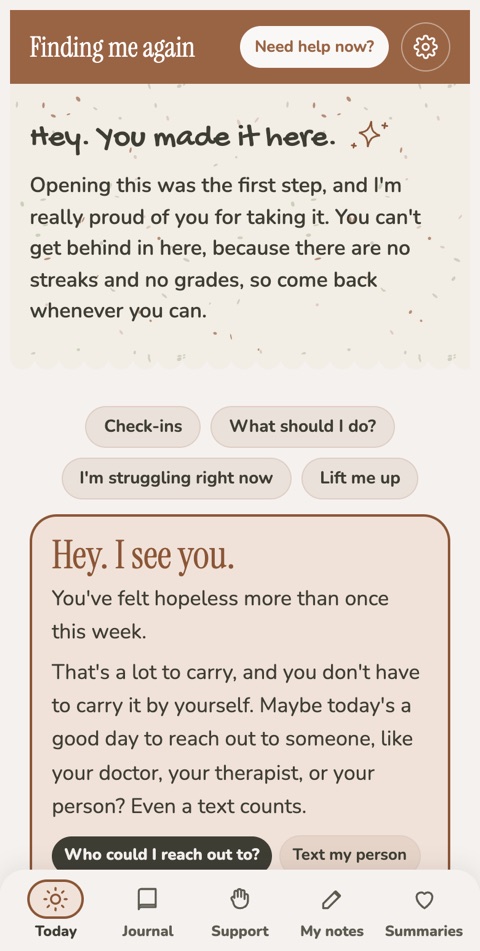 Finding me again
Need help now?
Hey. You made it here.
Opening this was the first step, and I'm
really proud of you for taking it. You can't
get behind in here, because there are no
streaks and no grades, so come back
whenever you can.
Check-ins
What should I do?
I'm struggling right now
Lift me up
Hey. I see you.
You've felt hopeless more than once
this week.
That's a lot to carry, and you don't have
to carry it by yourself. Maybe today's a
good day to reach out to someone, like
your doctor, your therapist, or your
person? Even a text counts.
Who could I reach out to?
Text my person
Today
Journal
Support
My notes
Summaries